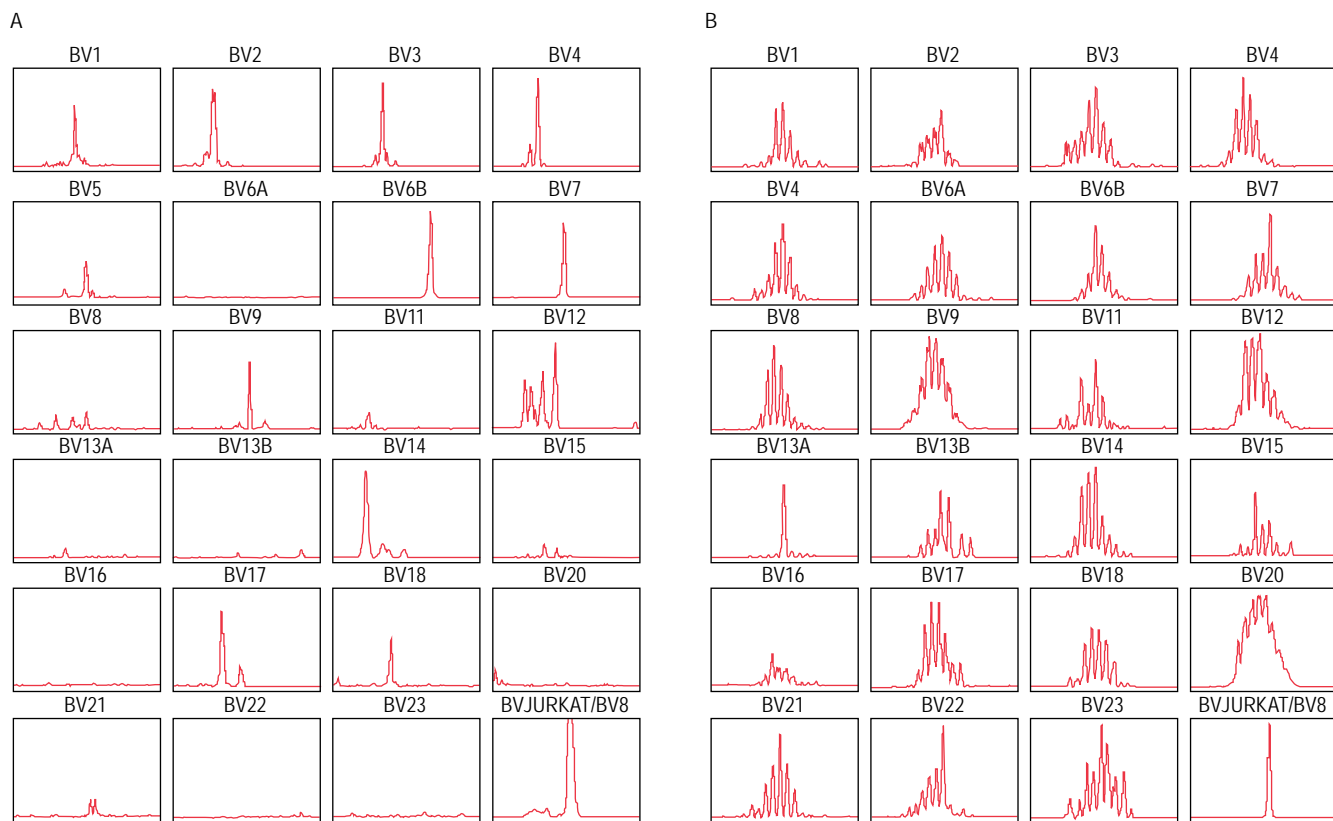 A
BV1 BV2 BV3 BV4
BV5 BV6A BV6B BV7
BV8 BV9 BV11 BV12
BV13A BV13B BV14 BV15
BV16 BV17 BV18 BV20
BV21 BV22 BV23 BVJURKAT/BV8
B
BV1 BV2 BV3 BV4
BV4 BV6A BV6B BV7
BV8 BV9 BV11 BV12
BV13A BV13B BV14 BV15
BV16 BV17 BV18 BV20
BV21 BV22 BV23 BVJURKAT/BV8